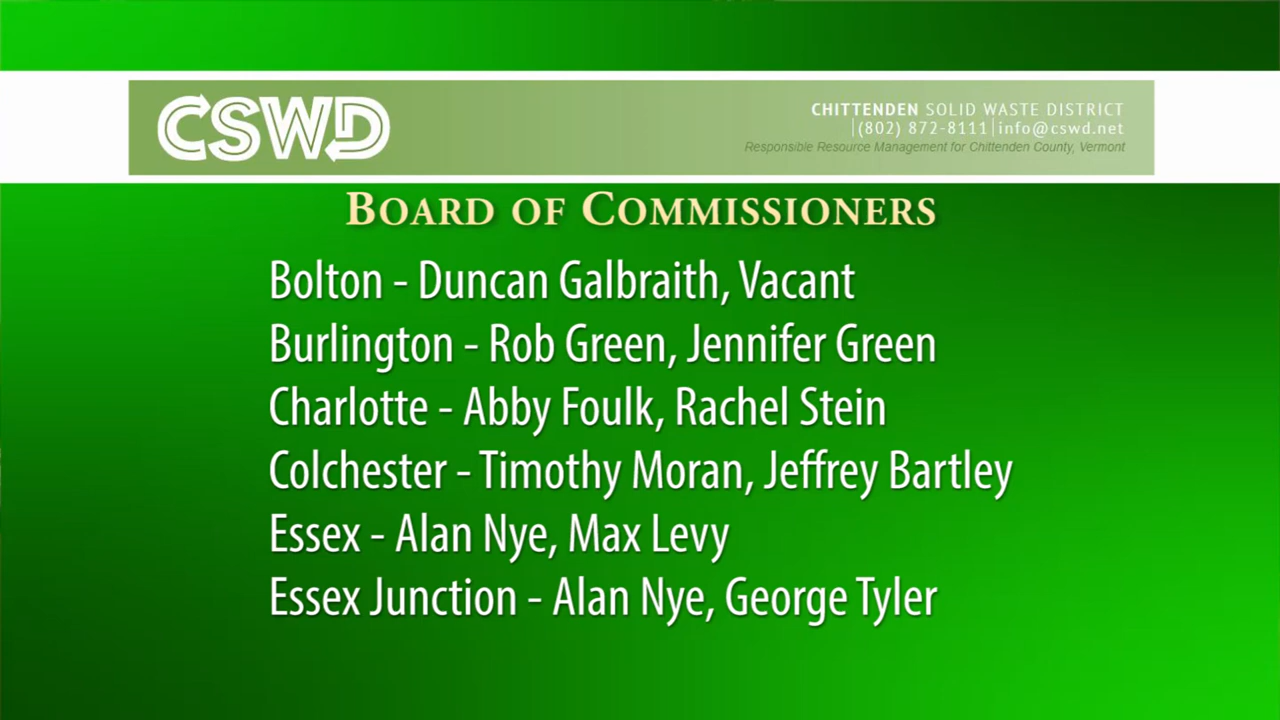 CSWD
CHITTENDEN SOLID WASTE DISTRICT
|(802) 872-8111|info@cswd.net
Responsible Resource Management for Chittenden County, Vermont
BOARD OF COMMISSIONERS
Bolton - Duncan Galbraith, Vacant
Burlington - Rob Green, Jennifer Green
Charlotte - Abby Foulk, Rachel Stein
Colchester - Timothy Moran, Jeffrey Bartley
Essex - Alan Nye, Max Levy
Essex Junction - Alan Nye, George Tyler